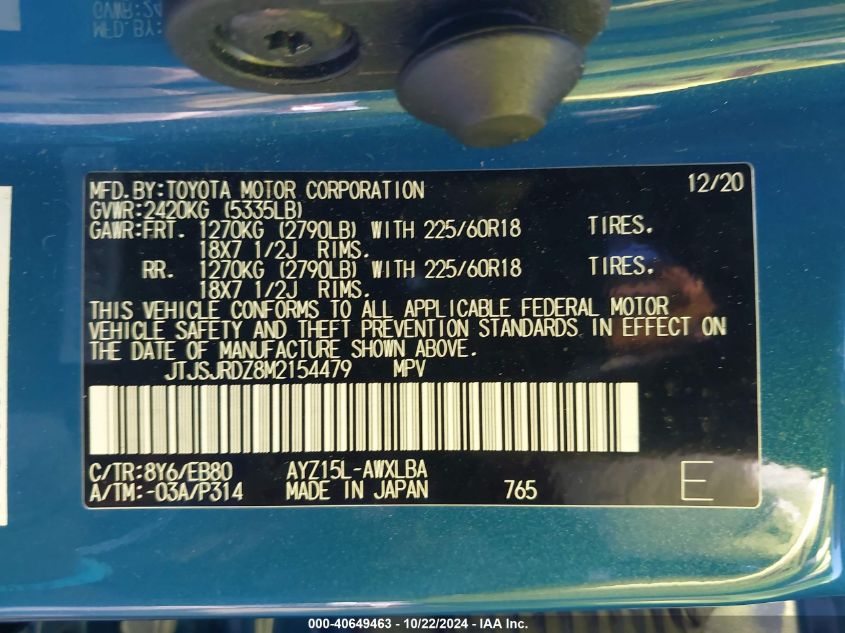 GVWR:24
MFD.BY:
MFD.BY:TOYOTA MOTOR CORPORATION 12/20
GVWR:2420KG (5335LB)
GAWR:FRT. 1270KG (2790LB) WITH 225/60R18 TIRES.
18X7 1/2J RIMS.
RR. 1270KG (2790LB) WITH 225/60R18 TIRES:
18X7 1/2J RIMS.
THIS VEHICLE CONFORMS TO ALL APPLICABLE FEDERAL MOTOR
VEHICLE SAFETY AND THEFT PREVENTION STANDARDS IN EFFECT ON
THE DATE OF MANUFACTURE SHOWN ABOVE.
JTJSJRDZ8M2154479 MPV
C/TR:8Y6/EB80 AYZ15L-AWXLBA
A/TM:-03A/P314 MADE IN JAPAN 765 E
000-40649463 - 10/22/2024 - IAA Inc.